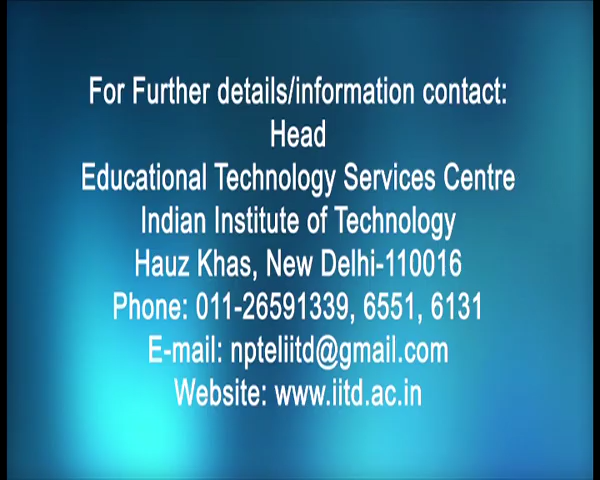 For Further details/information contact:
Head
Educational Technology Services Centre
Indian Institute of Technology
Hauz Khas, New Delhi-110016
Phone: 011-26591339, 6551, 6131
E-mail: npteliitd@gmail.com
Website: www.iitd.ac.in